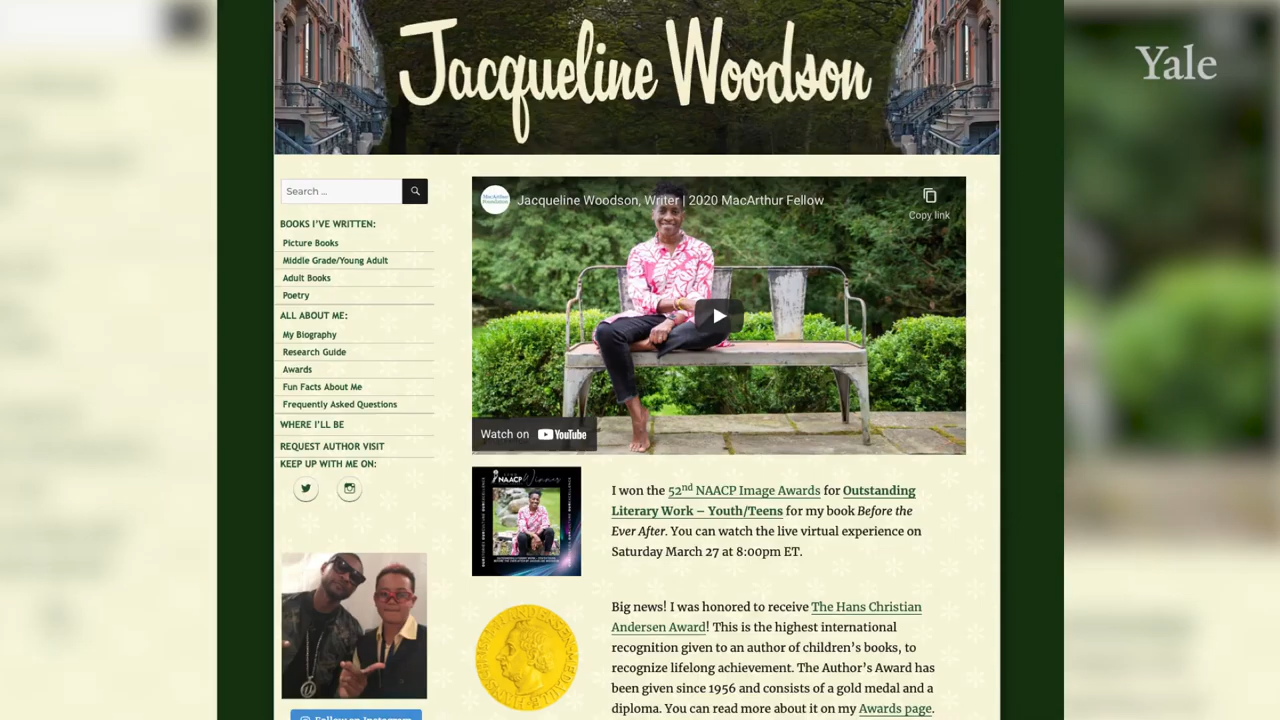 Jacqueline Woodson
Yale
Search ...
BOOKS I'VE WRITTEN:
Picture Books
Middle Grade/Young Adult
Adult Books
Poetry
ALL ABOUT ME:
My Biography
Research Guide
Awards
Fun Facts About Me
Frequently Asked Questions
WHERE I'LL BE
REQUEST AUTHOR VISIT
KEEP UP WITH ME ON:
Follow on Instagram
MacArthur
Foundation
Jacqueline Woodson, Writer | 2020 MacArthur Fellow
Copy link
Watch on YouTube
NAACP Winner
I won the 52nd NAACP Image Awards for Outstanding
Literary Work – Youth/Teens for my book Before the
Ever After. You can watch the live virtual experience on
Saturday March 27 at 8:00pm ET.
Big news! I was honored to receive The Hans Christian
Andersen Award! This is the highest international
recognition given to an author of children's books, to
recognize lifelong achievement. The Author's Award has
been given since 1956 and consists of a gold medal and a
diploma. You can read more about it on my Awards page.